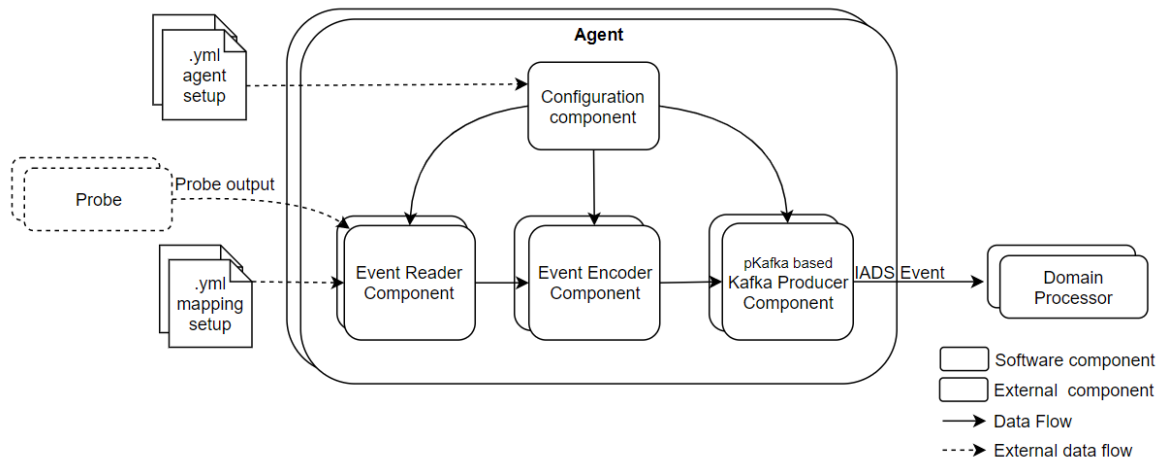 Agent
.yml
agent
setup
Configuration
component
Probe output
Probe
.yml
mapping
setup
Event Reader
Component
Event Encoder
Component
pKafka based
Kafka Producer
Component
IADS Event
Domain
Processor
Software component
External component
Data Flow
External data flow